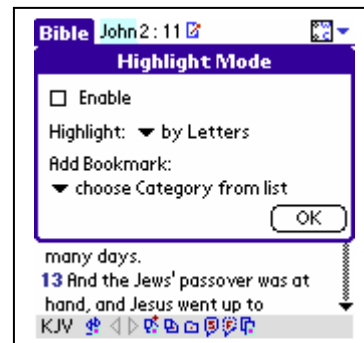 Bible John 2 : 11
Highlight Mode
Enable
Highlight: by Letters
Add Bookmark:
choose Category from list
OK
many days.
13 And the Jews' passover was at
hand, and Jesus went up to
KJV